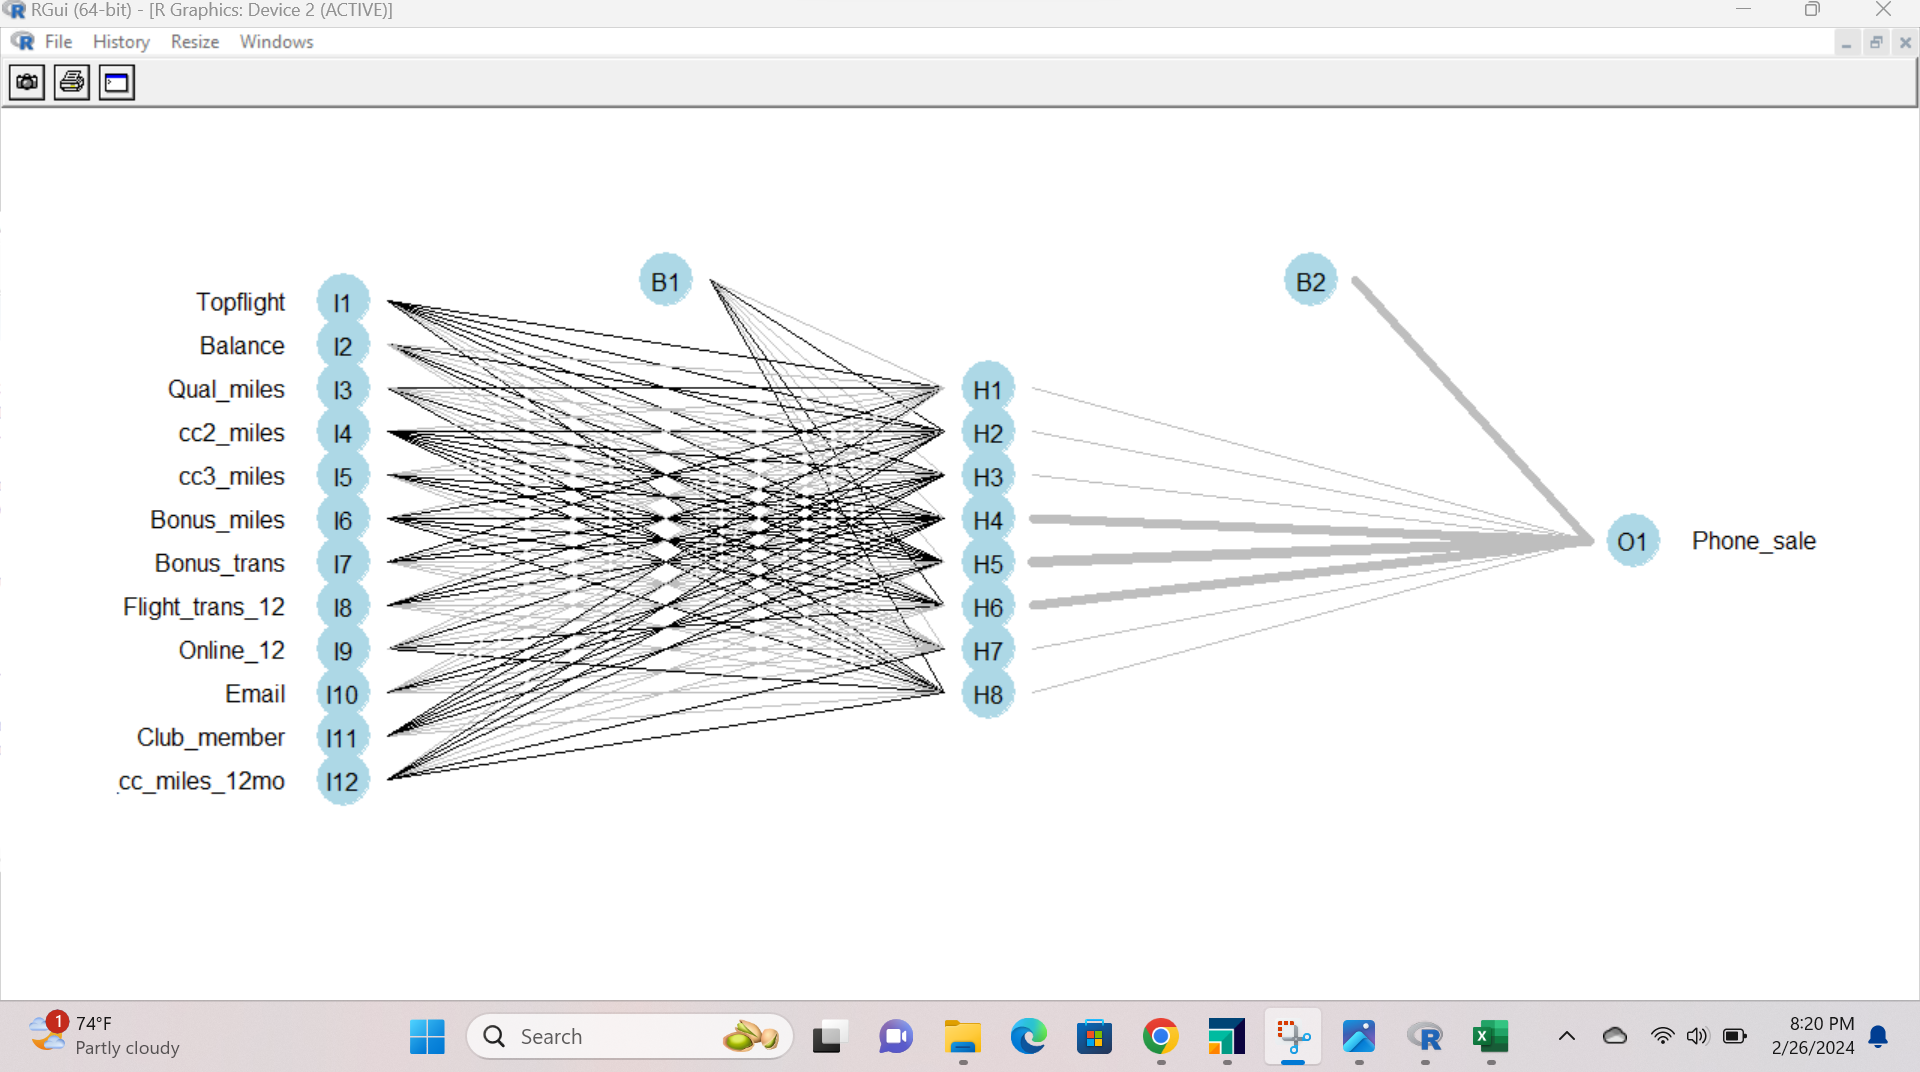 RGui (64-bit) - [R Graphics: Device 2 (ACTIVE)]
File History Resize Windows
B1
B2
Topflight I1
Balance I2
Qual_miles I3
cc2_miles I4
cc3_miles I5
Bonus_miles I6
Bonus_trans I7
Flight_trans_12 I8
Online_12 I9
Email I10
Club_member I11
cc_miles_12mo I12
H1
H2
H3
H4
H5
H6
H7
H8
O1 Phone_sale
1
74°F
Partly cloudy
Search
8:20 PM
2/26/2024